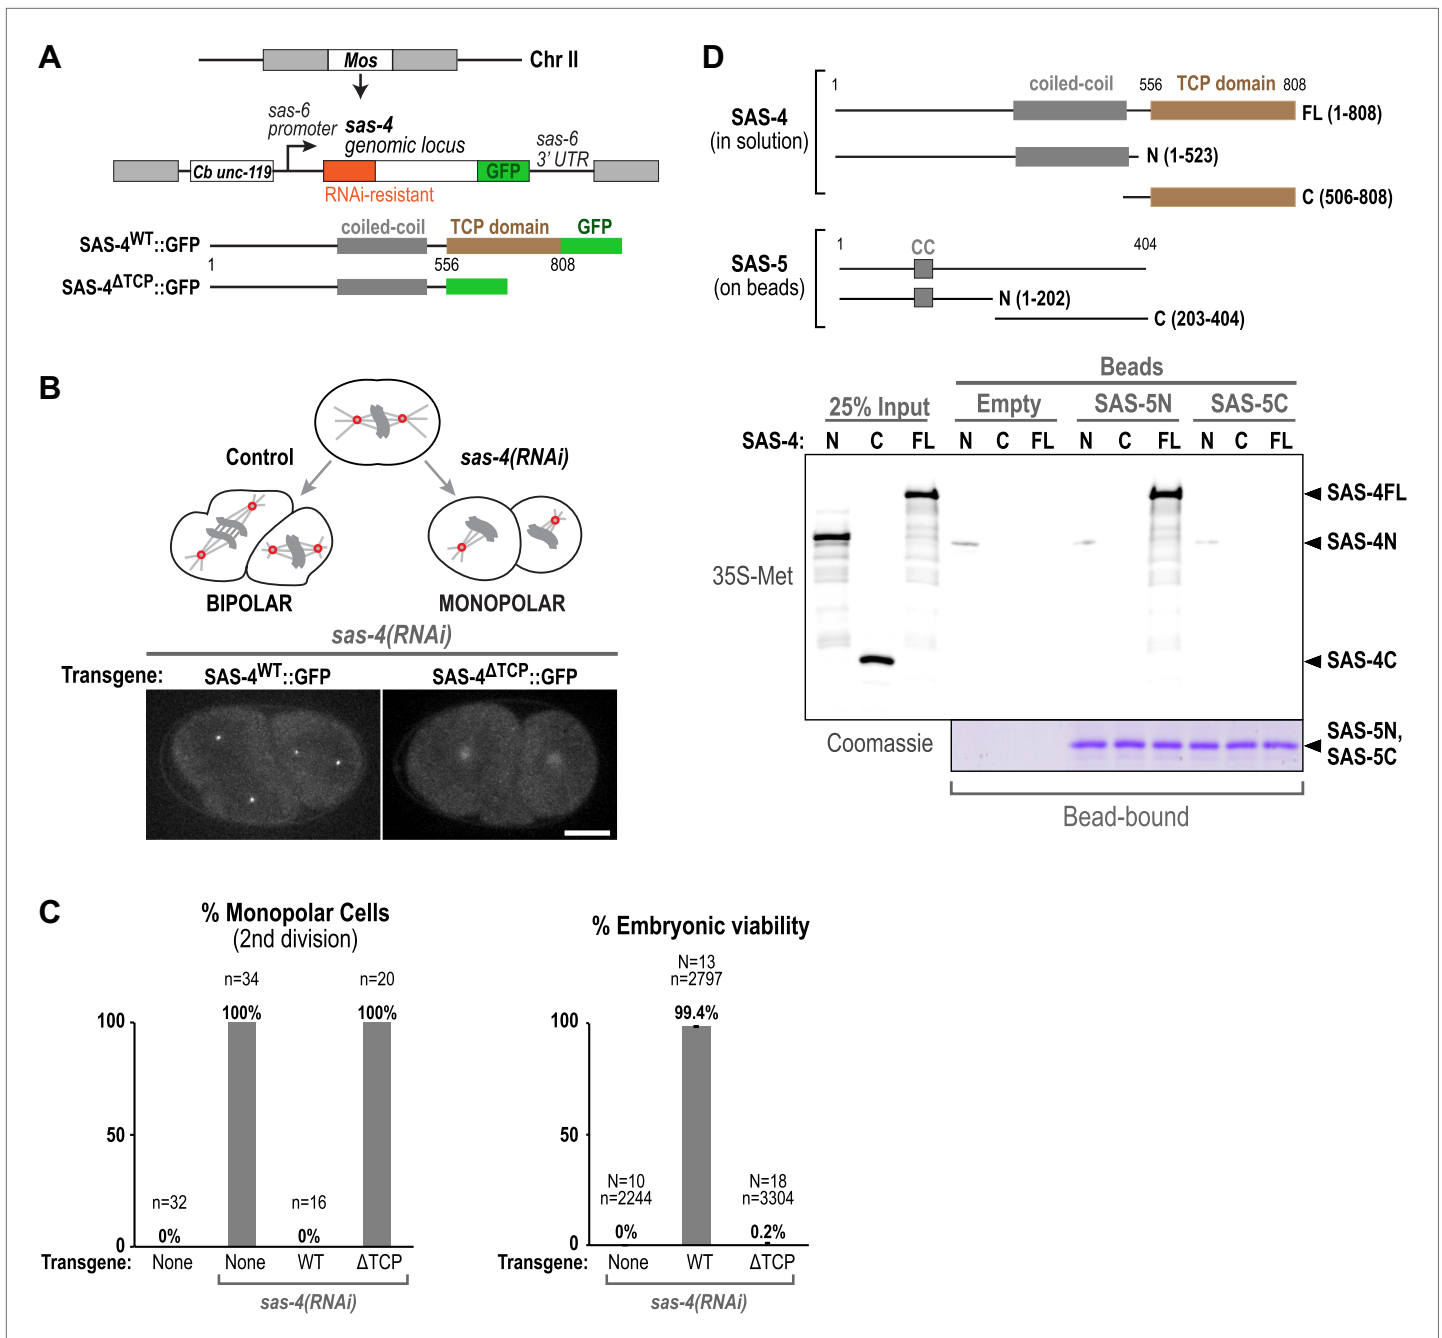 A
Mos
Chr II
sas-6
promoter
sas-4
genomic locus
sas-6
3' UTR
Cb unc-119
GFP
RNAi-resistant
coiled-coil
TCP domain
GFP
SAS-4WT::GFP
1
556
808
SAS-4ΔTCP::GFP
B
Control
sas-4(RNAi)
BIPOLAR
MONOPOLAR
sas-4(RNAi)
Transgene:
SAS-4WT::GFP
SAS-4ΔTCP::GFP
C
% Monopolar Cells
(2nd division)
n=34
n=20
100%
100%
100
50
n=32
n=16
0%
0%
0
Transgene:
None
None
WT
ΔTCP
sas-4(RNAi)
% Embryonic viability
N=13
n=2797
99.4%
100
50
N=10
n=2244
N=18
n=3304
0%
0.2%
0
Transgene:
None
WT
ΔTCP
sas-4(RNAi)
D
1
coiled-coil
556
TCP domain
808
SAS-4
(in solution)
FL (1-808)
N (1-523)
C (506-808)
1
CC
404
SAS-5
(on beads)
N (1-202)
C (203-404)
Beads
25% Input
Empty
SAS-5N
SAS-5C
SAS-4:
N
C
FL
N
C
FL
N
C
FL
N
C
FL
SAS-4FL
SAS-4N
35S-Met
SAS-4C
Coomassie
SAS-5N,
SAS-5C
Bead-bound